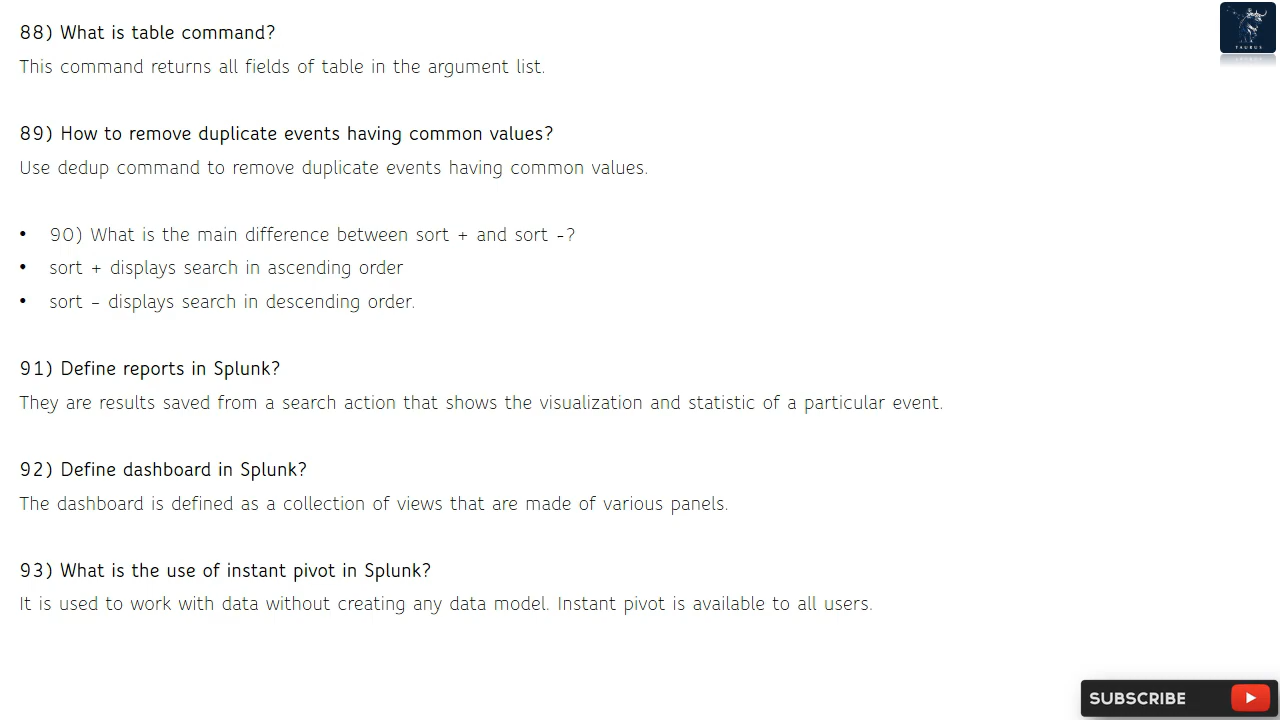 88) What is table command?
TAURUS
This command returns all fields of table in the argument list.
89) How to remove duplicate events having common values?
Use dedup command to remove duplicate events having common values.
• 90) What is the main difference between sort + and sort -?
• sort + displays search in ascending order
• sort – displays search in descending order.
91) Define reports in Splunk?
They are results saved from a search action that shows the visualization and statistic of a particular event.
92) Define dashboard in Splunk?
The dashboard is defined as a collection of views that are made of various panels.
93) What is the use of instant pivot in Splunk?
It is used to work with data without creating any data model. Instant pivot is available to all users.
SUBSCRIBE